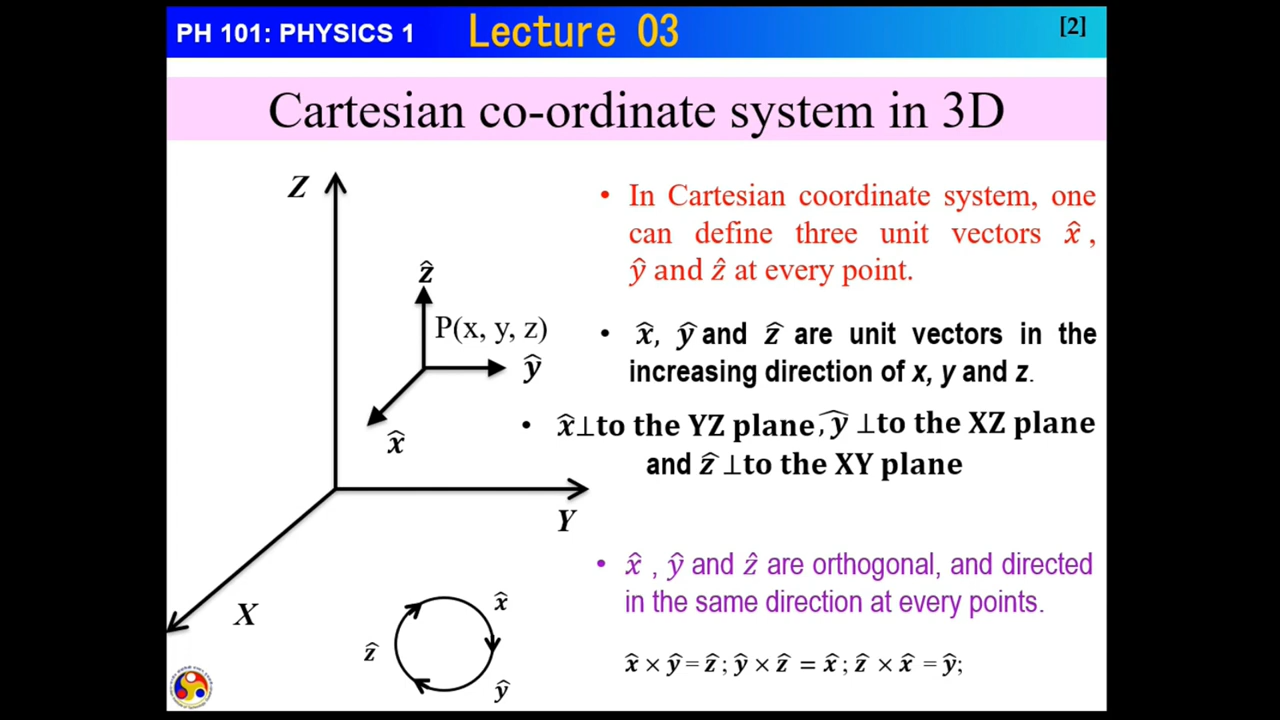 PH 101: PHYSICS 1 Lecture 03 [2]
Cartesian co-ordinate system in 3D
Z
ẑ
P(x, y, z)
ŷ
x̂
Y
X
x̂
ẑ
ŷ
• In Cartesian coordinate system, one
can define three unit vectors x̂ ,
ŷ and ẑ at every point.
• x̂, ŷ and ẑ are unit vectors in the
increasing direction of x, y and z.
• x̂⊥to the YZ plane, ŷ ⊥to the XZ plane
and ẑ ⊥to the XY plane
• x̂ , ŷ and ẑ are orthogonal, and directed
in the same direction at every points.
x̂ × ŷ = ẑ ; ŷ × ẑ = x̂ ; ẑ × x̂ = ŷ;